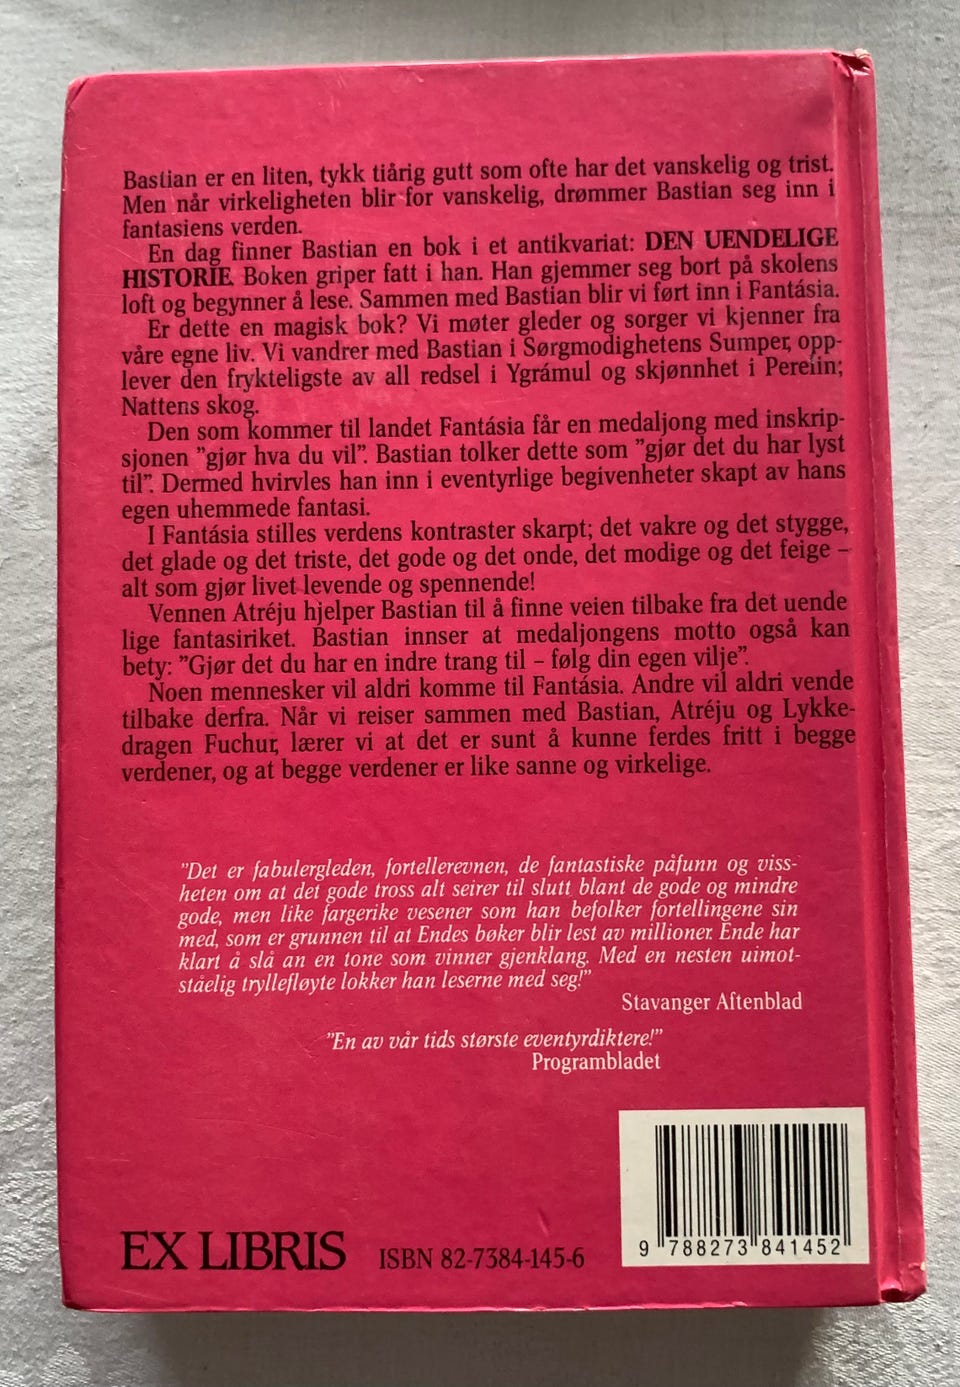 Bastian er en liten, tykk tiårig gutt som ofte har det vanskelig og trist.
Men når virkeligheten blir for vanskelig, drømmer Bastian seg inn i
fantasiens verden.
En dag finner Bastian en bok i et antikvariat: DEN UENDELIGE
HISTORIE. Boken griper fatt i han. Han gjemmer seg bort på skolens
loft og begynner å lese. Sammen med Bastian blir vi ført inn i Fantásia.
Er dette en magisk bok? Vi møter gleder og sorger vi kjenner fra
våre egne liv. Vi vandrer med Bastian i Sørgmodighetens Sumper, opp-
lever den frykteligste av all redsel i Ygrámul og skjønnhet i Pereiin;
Nattens skog.
Den som kommer til landet Fantásia får en medaljong med inskrip-
sjonen ”gjør hva du vil”. Bastian tolker dette som ”gjør det du har lyst
til”. Dermed hvirvles han inn i eventyrlige begivenheter skapt av hans
egen uhemmede fantasi.
I Fantásia stilles verdens kontraster skarpt; det vakre og det stygge,
det glade og det triste, det gode og det onde, det modige og det feige –
alt som gjør livet levende og spennende!
Vennen Atréju hjelper Bastian til å finne veien tilbake fra det uende
lige fantasiriket. Bastian innser at medaljongens motto også kan
bety: ”Gjør det du har en indre trang til – følg din egen vilje”.
Noen mennesker vil aldri komme til Fantásia. Andre vil aldri vende
tilbake derfra. Når vi reiser sammen med Bastian, Atréju og Lykke-
dragen Fuchur, lærer vi at det er sunt å kunne ferdes fritt i begge
verdener, og at begge verdener er like sanne og virkelige.
”Det er fabulergleden, fortellerevnen, de fantastiske påfunn og viss-
heten om at det gode tross alt seirer til slutt blant de gode og mindre
gode, men like fargerike vesener som han befolker fortellingene sin
med, som er grunnen til at Endes bøker blir lest av millioner. Ende har
klart å slå an en tone som vinner gjenklang. Med en nesten uimot-
ståelig trylleﬂøyte lokker han leserne med seg!”
Stavanger Aftenblad
”En av vår tids største eventyrdiktere!”
Programbladet
EX LIBRIS ISBN 82-7384-145-6
9 788273 841452